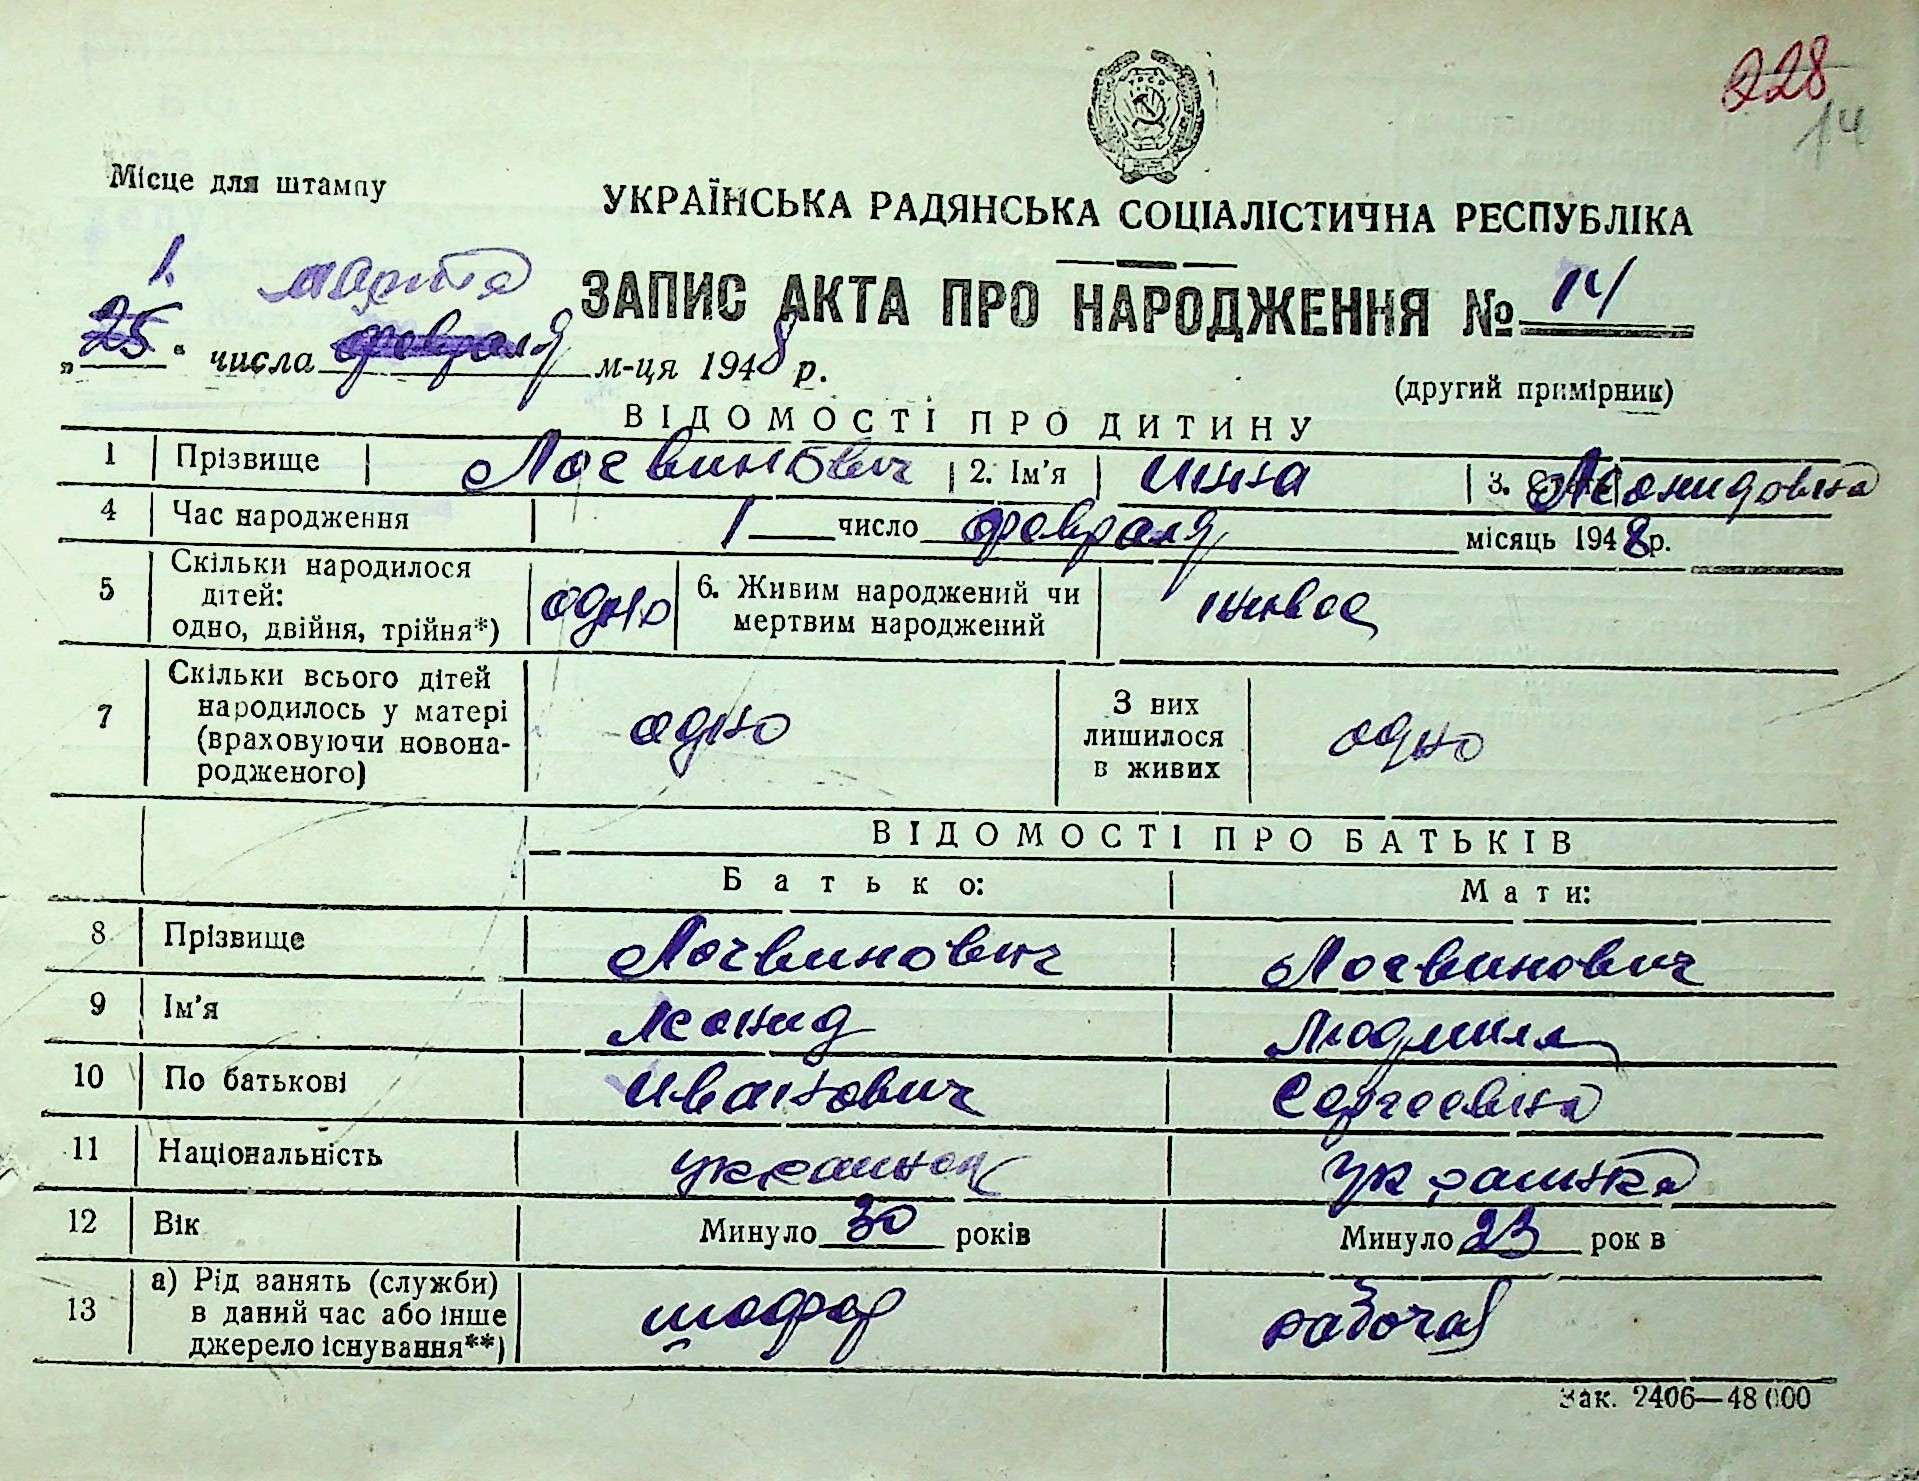 228
14
Місце для штампу
УКРАЇНСЬКА РАДЯНСЬКА СОЦІАЛІСТИЧНА РЕСПУБЛІКА
1. марта
ЗАПИС АКТА ПРО НАРОДЖЕННЯ № 14
„25“ числа февраля м-ця 1948 р.
(другий примірник)
ВІДОМОСТІ ПРО ДИТИНУ
1 Прізвище Логвинович 2. Ім'я Инна 3. Леонидовна
4 Час народження 1 число февраля місяць 1948 р.
5 Скільки народилося дітей: одно, двійня, трійня*) одно 6. Живим народжений чи мертвим народжений живое
7 Скільки всього дітей народилось у матері (враховуючи новонародженого) одно З них лишилося в живих одно
ВІДОМОСТІ ПРО БАТЬКІВ
Батько: Мати:
8 Прізвище Логвинович Логвинович
9 Ім'я Леонид Людмила
10 По батькові Иванович Сергеевна
11 Національність украинец украинка
12 Вік Минуло 30 років Минуло 23 рок в
13 а) Рід занять (служби) в даний час або інше джерело існування**) шофер рабочая
Зак. 2406—48 000